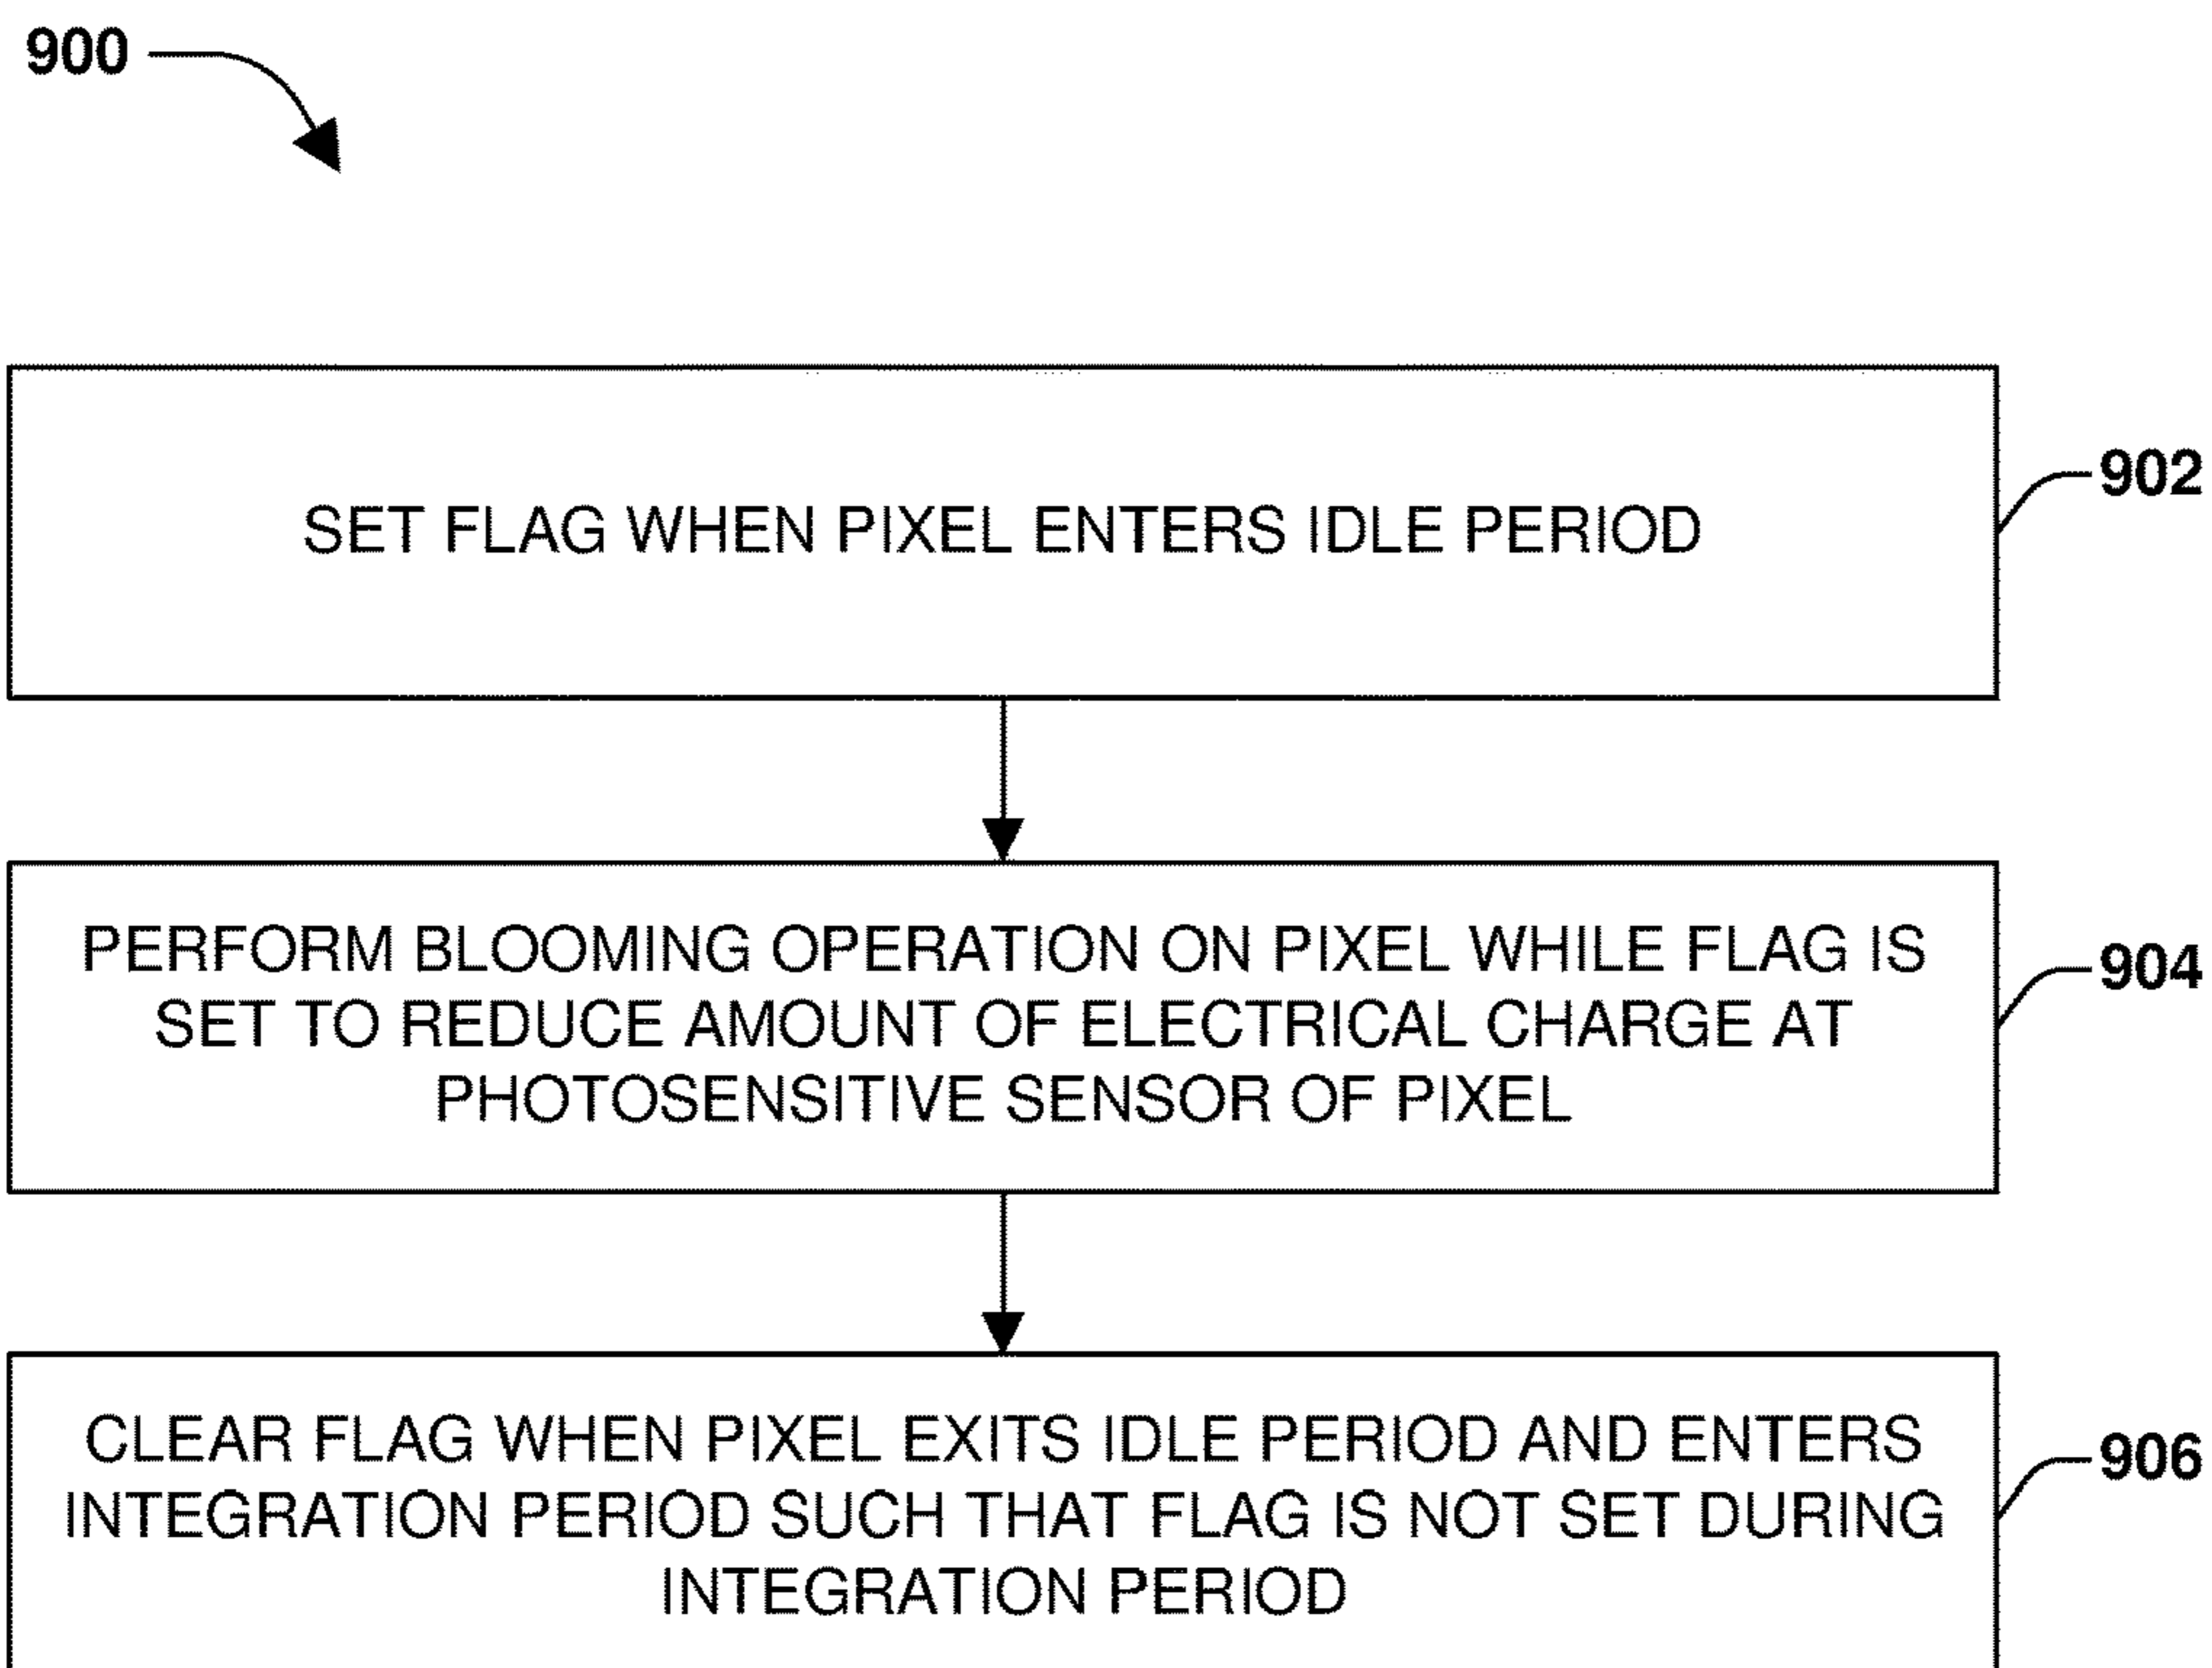 900
SET FLAG WHEN PIXEL ENTERS IDLE PERIOD
902
PERFORM BLOOMING OPERATION ON PIXEL WHILE FLAG IS
SET TO REDUCE AMOUNT OF ELECTRICAL CHARGE AT
PHOTOSENSITIVE SENSOR OF PIXEL
904
CLEAR FLAG WHEN PIXEL EXITS IDLE PERIOD AND ENTERS
INTEGRATION PERIOD SUCH THAT FLAG IS NOT SET DURING
INTEGRATION PERIOD
906